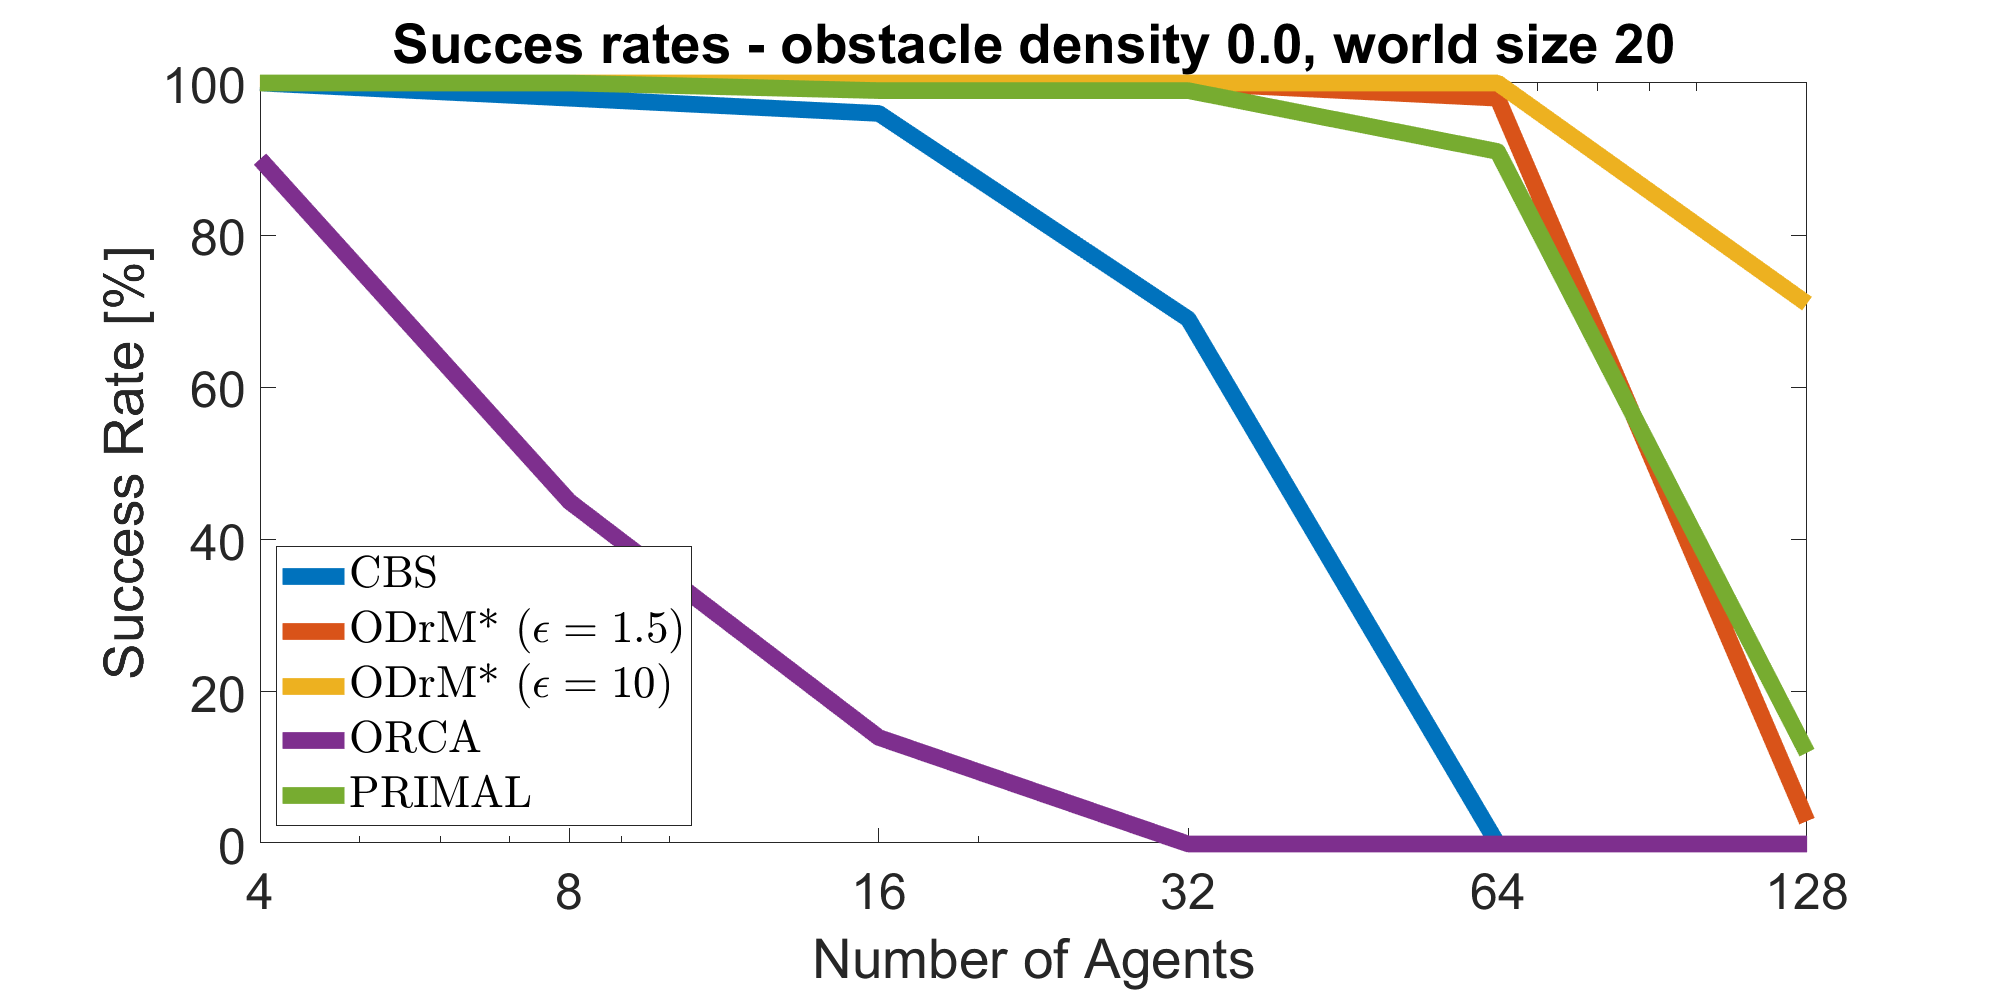 Succes rates - obstacle density 0.0, world size 20
Success Rate [%]
100
80
60
40
20
0
CBS
ODrM* (ϵ = 1.5)
ODrM* (ϵ = 10)
ORCA
PRIMAL
4 8 16 32 64 128
Number of Agents